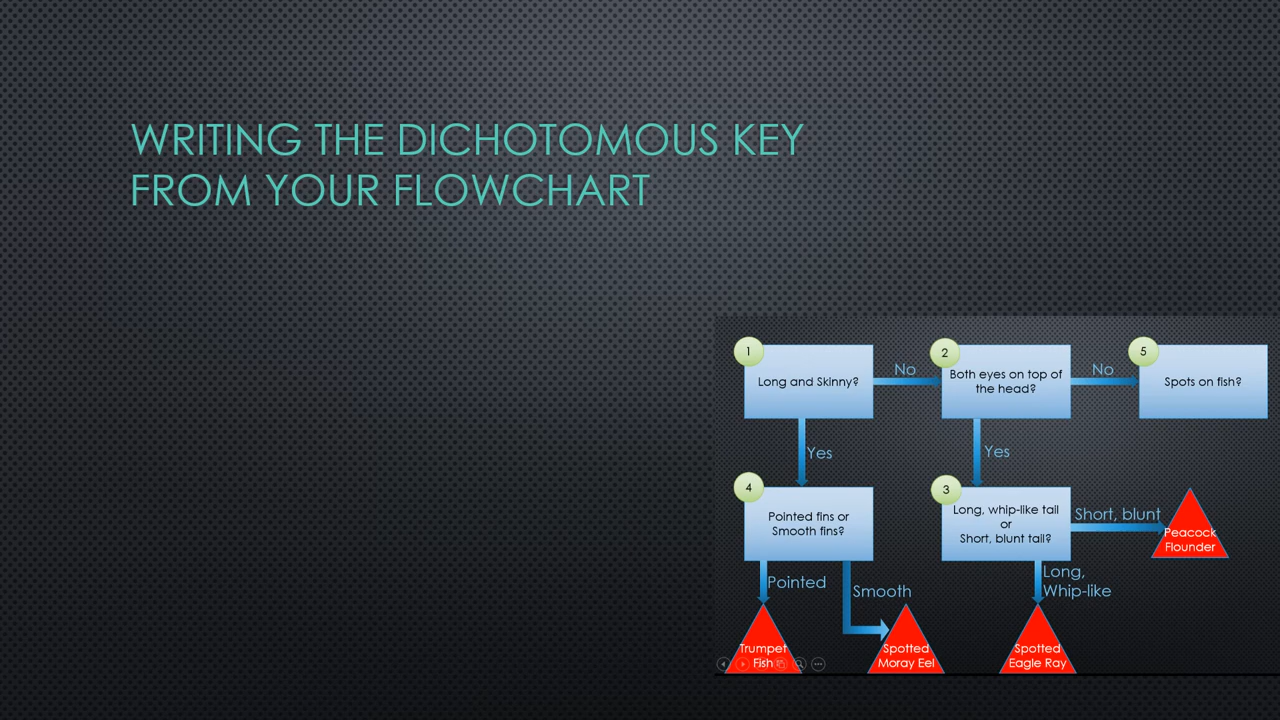 WRITING THE DICHOTOMOUS KEY
FROM YOUR FLOWCHART
1
Long and Skinny?
No
2
Both eyes on top of
the head?
No
5
Spots on fish?
Yes
Yes
4
Pointed fins or
Smooth fins?
3
Long, whip-like tail
or
Short, blunt tail?
Short, blunt
Peacock
Flounder
Pointed
Smooth
Long,
Whip-like
Trumpet
Fish
Spotted
Moray Eel
Spotted
Eagle Ray